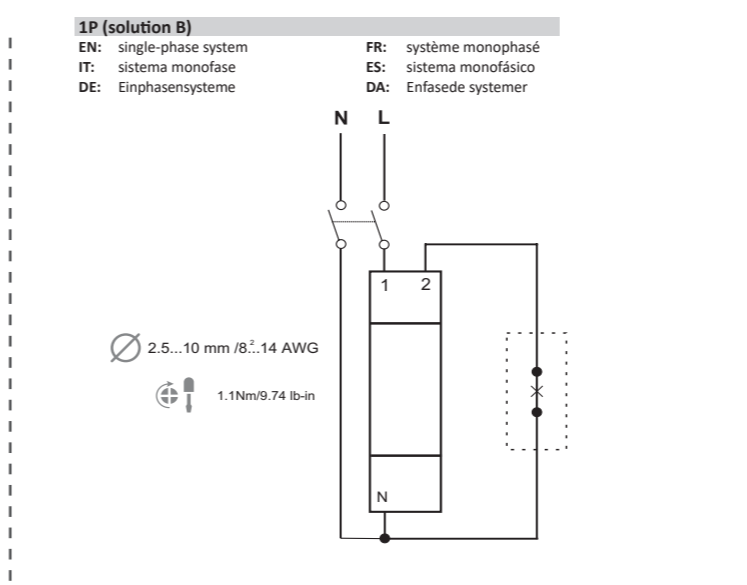 1P (solution B)
EN: single-phase system FR: système monophasé
IT: sistema monofase ES: sistema monofásico
DE: Einphasensysteme DA: Enfasede systemer
N L
1 2
2.5...10 mm /8...14 AWG
2
1.1Nm/9.74 lb-in
N